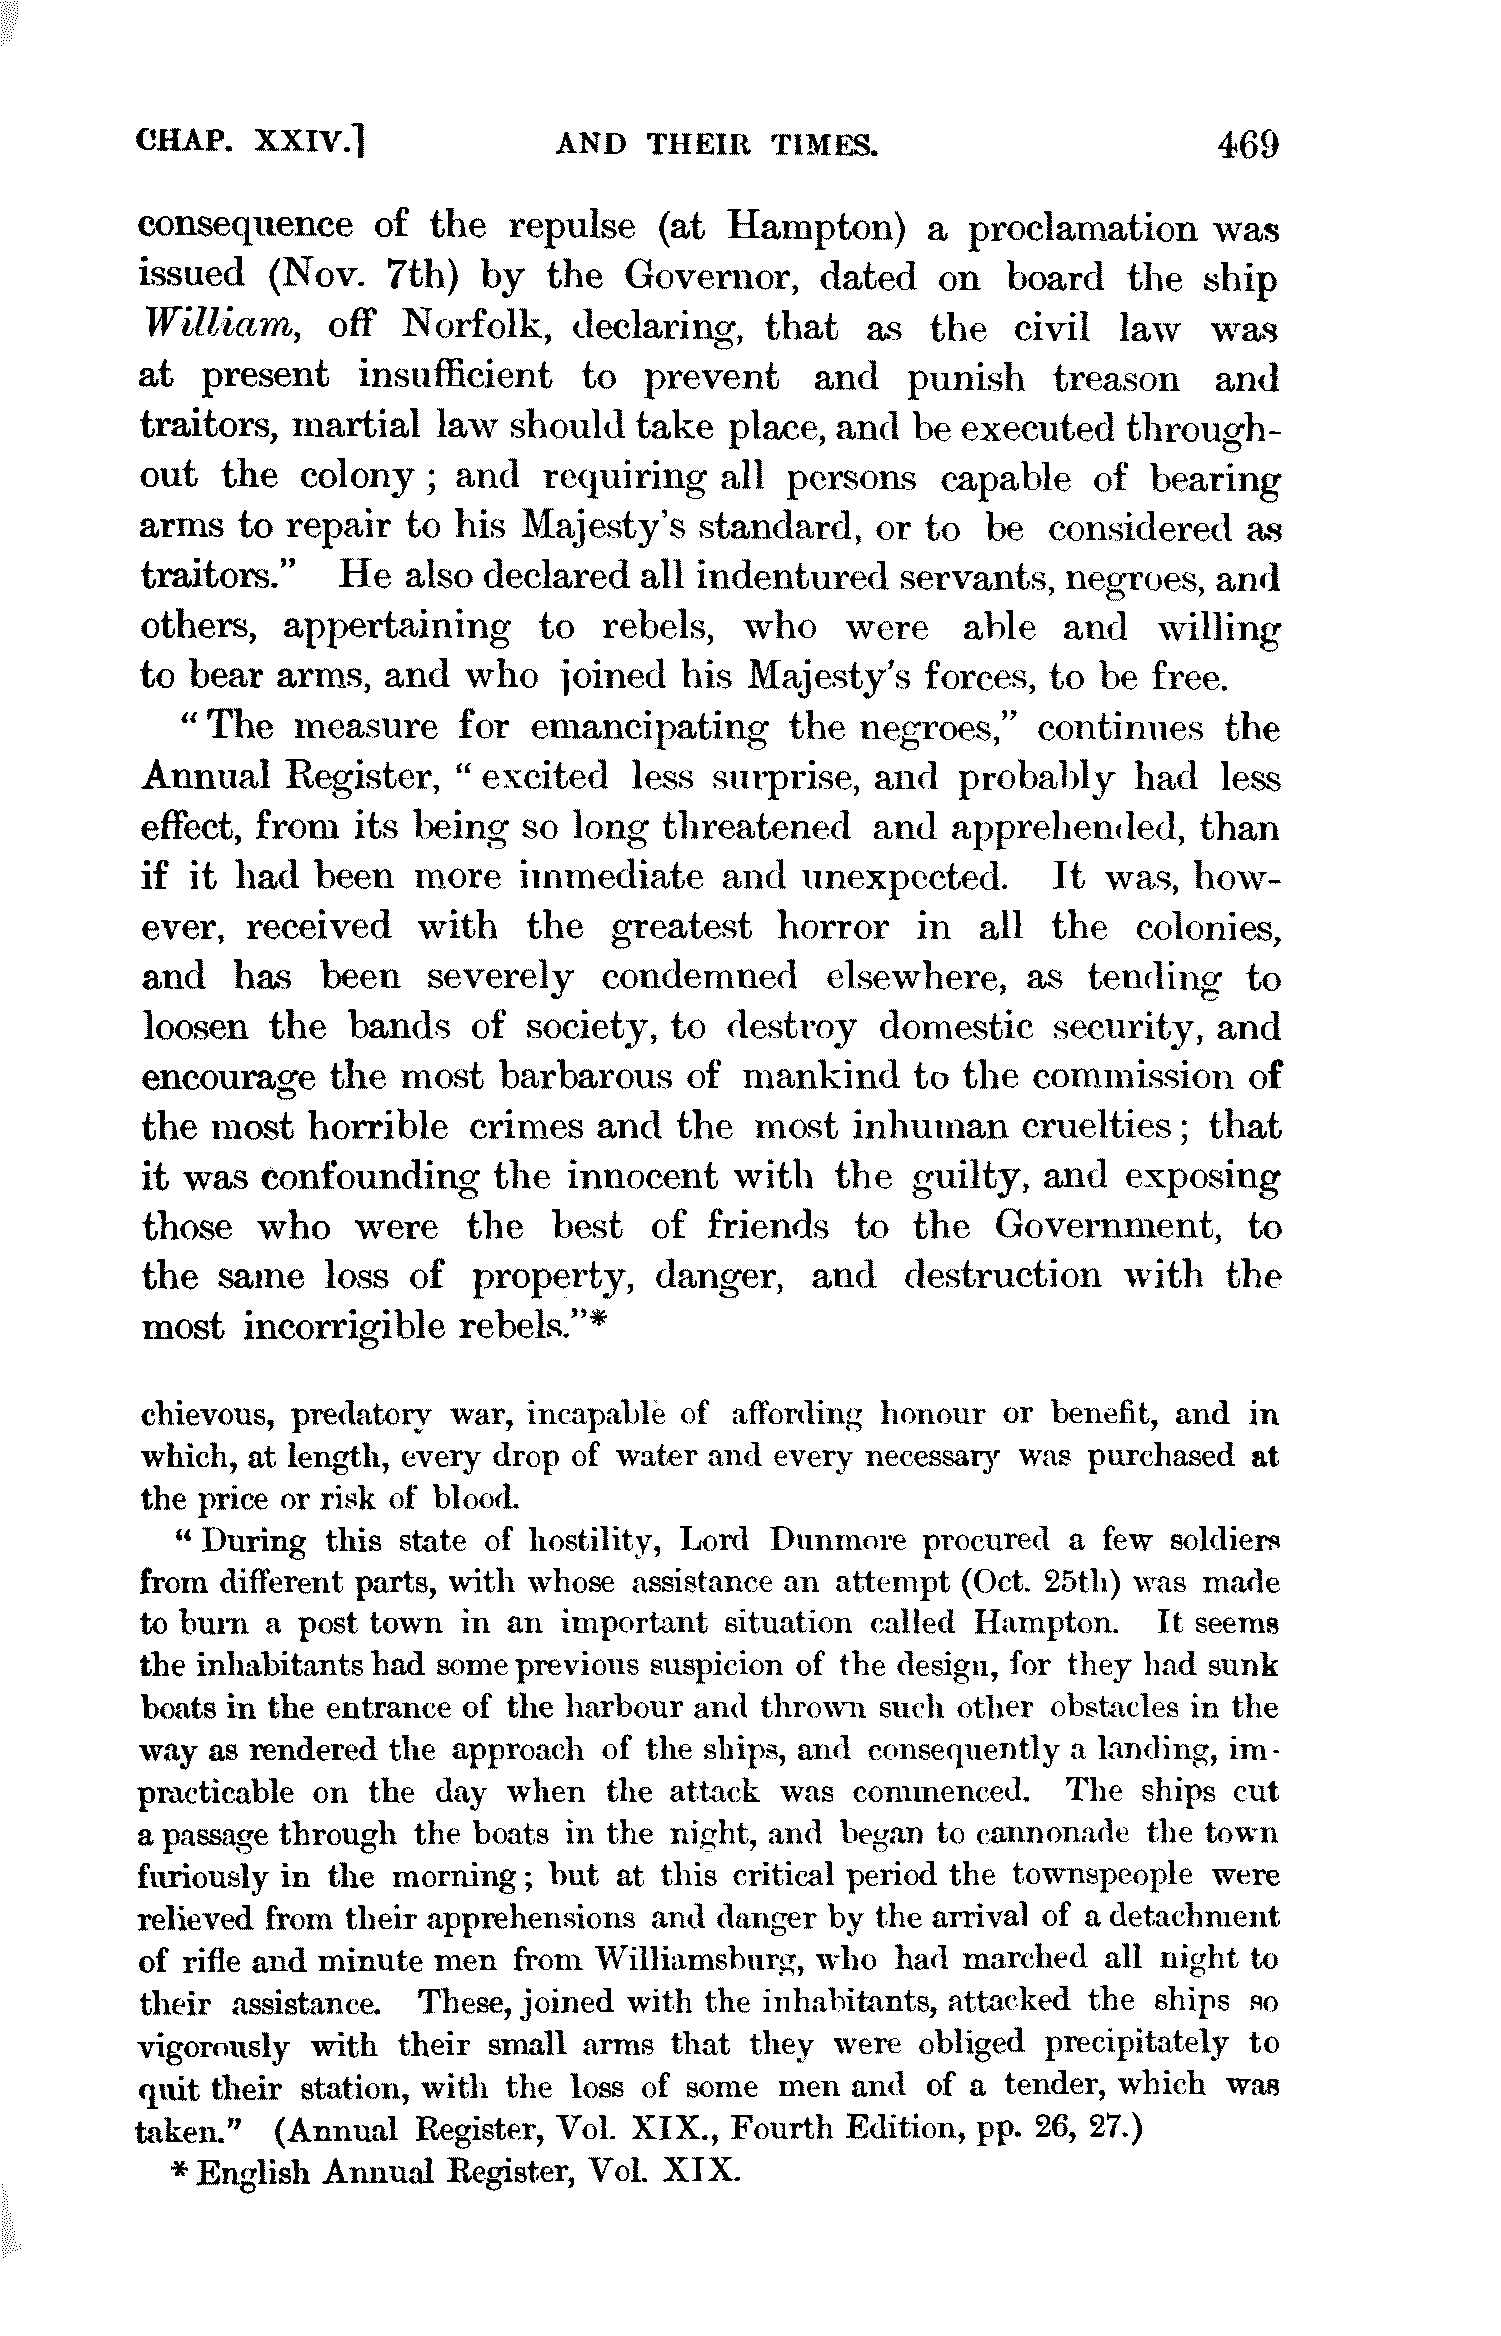 CHAP. XXIV.] AND THEIR TIMES. 469
consequence of the repulse (at Hampton) a proclamation was
issued (Nov. 7th) by the Governor, dated on board the ship
William, off Norfolk, declaring, that as the civil law was
at present insufficient to prevent and punish treason and
traitors, martial law should take place, and be executed through-
out the colony ; and requiring all persons capable of bearing
arms to repair to his Majesty's standard, or to be considered as
traitors." He also declared all indentured servants, negroes, and
others, appertaining to rebels, who were able and willing
to bear arms, and who joined his Majesty's forces, to be free.
"The measure for emancipating the negroes," continues the
Annual Register, "excited less surprise, and probably had less
effect, from its being so long threatened and apprehended, than
if it had been more immediate and unexpected. It was, how-
ever, received with the greatest horror in all the colonies,
and has been severely condemned elsewhere, as tending to
loosen the bands of society, to destroy domestic security, and
encourage the most barbarous of mankind to the commission of
the most horrible crimes and the most inhuman cruelties ; that
it was confounding the innocent with the guilty, and exposing
those who were the best of friends to the Government, to
the same loss of property, danger, and destruction with the
most incorrigible rebels."*
chievous, predatory war, incapable of affording honour or benefit, and in
which, at length, every drop of water and every necessary was purchased at
the price or risk of blood.
"During this state of hostility, Lord Dunmore procured a few soldiers
from different parts, with whose assistance an attempt (Oct. 25th) was made
to burn a post town in an important situation called Hampton. It seems
the inhabitants had some previous suspicion of the design, for they had sunk
boats in the entrance of the harbour and thrown such other obstacles in the
way as rendered the approach of the ships, and consequently a landing, im-
practicable on the day when the attack was commenced. The ships cut
a passage through the boats in the night, and began to cannonade the town
furiously in the morning ; but at this critical period the townspeople were
relieved from their apprehensions and danger by the arrival of a detachment
of rifle and minute men from Williamsburg, who had marched all night to
their assistance. These, joined with the inhabitants, attacked the ships so
vigorously with their small arms that they were obliged precipitately to
quit their station, with the loss of some men and of a tender, which was
taken." (Annual Register, Vol. XIX., Fourth Edition, pp. 26, 27.)
* English Annual Register, Vol. XIX.